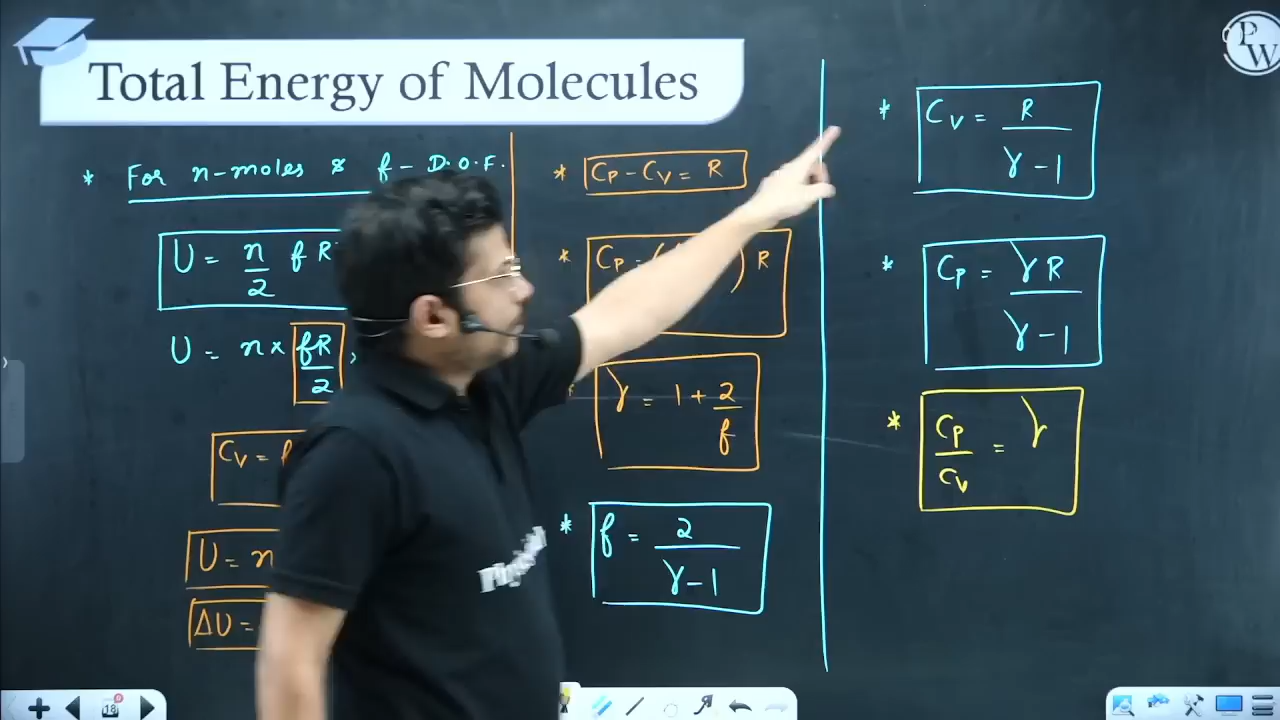 Total Energy of Molecules
* For n-moles & f - D.O.F.
U = n/2 f R
U = n × fR/2
Cv =
U = n
ΔU =
* Cp - Cv = R
* Cp = ( ) R
γ = 1 + 2/f
* f = 2/γ-1
* Cv = R/γ-1
* Cp = γR/γ-1
* Cp/Cv = γ
PW
18